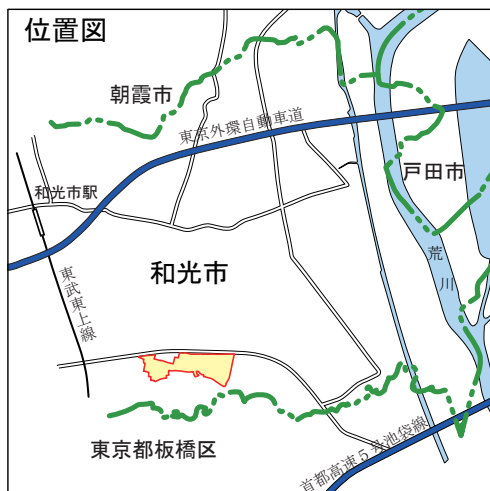 位置図
朝霞市
東京外環自動車道
戸田市
和光市駅
荒川
和光市
東武東上線
東京都板橋区
首都高速5号池袋線